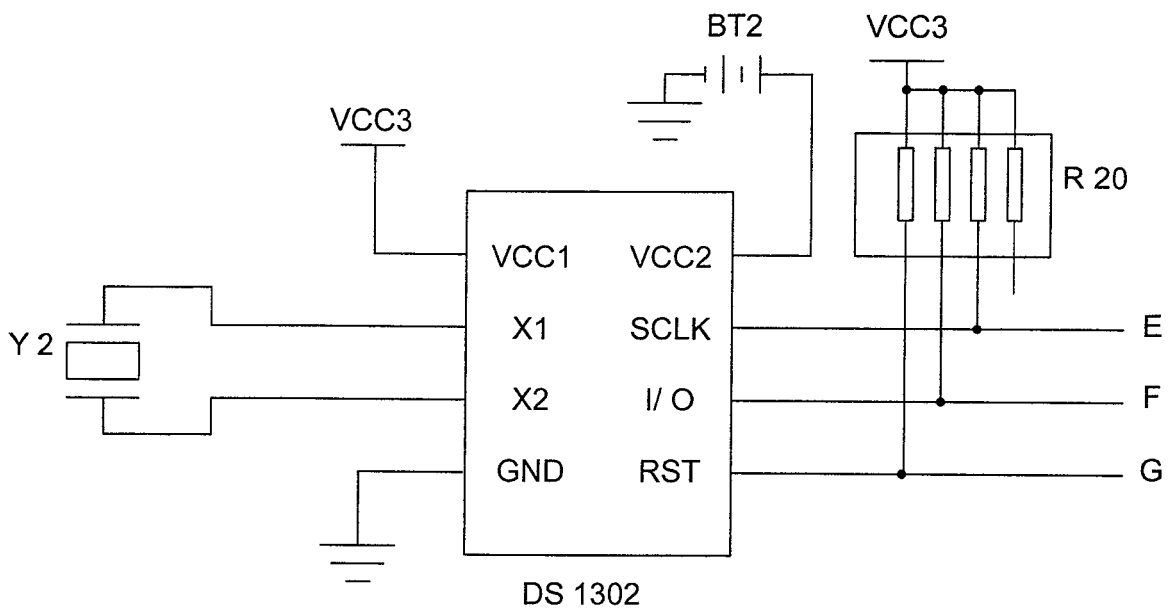 BT2
VCC3
VCC3
R 20
VCC1 VCC2
Y 2
X1 SCLK E
X2 I/ O F
GND RST G
DS 1302